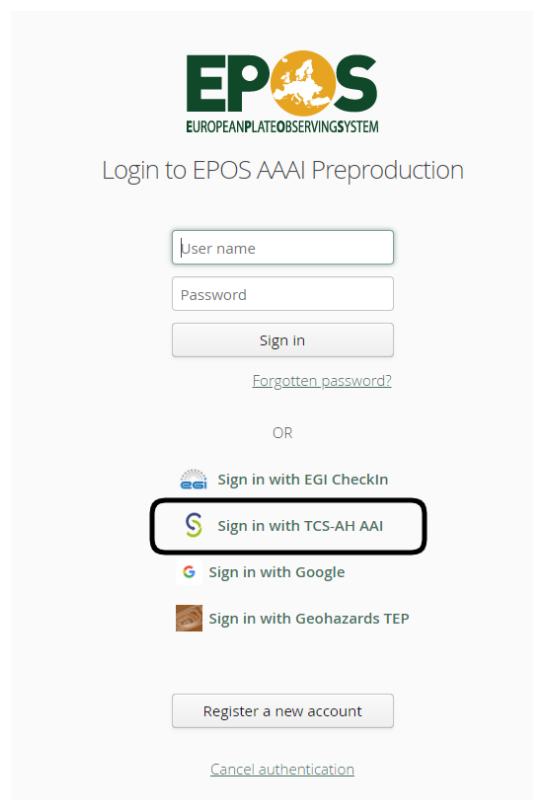 EPOS
EUROPEANPLATEOBSERVINGSYSTEM
Login to EPOS AAAI Preproduction
User name
Password
Sign in
Forgotten password?
OR
egi Sign in with EGI CheckIn
Sign in with TCS-AH AAI
G Sign in with Google
Sign in with Geohazards TEP
Register a new account
Cancel authentication